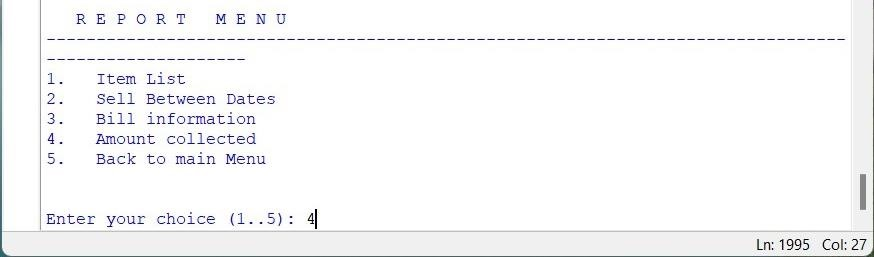 R E P O R T   M E N U
--------------------------------------------------------------------------------
--------------------
1.   Item List
2.   Sell Between Dates
3.   Bill information
4.   Amount collected
5.   Back to main Menu
Enter your choice (1..5): 4
Ln: 1995 Col: 27